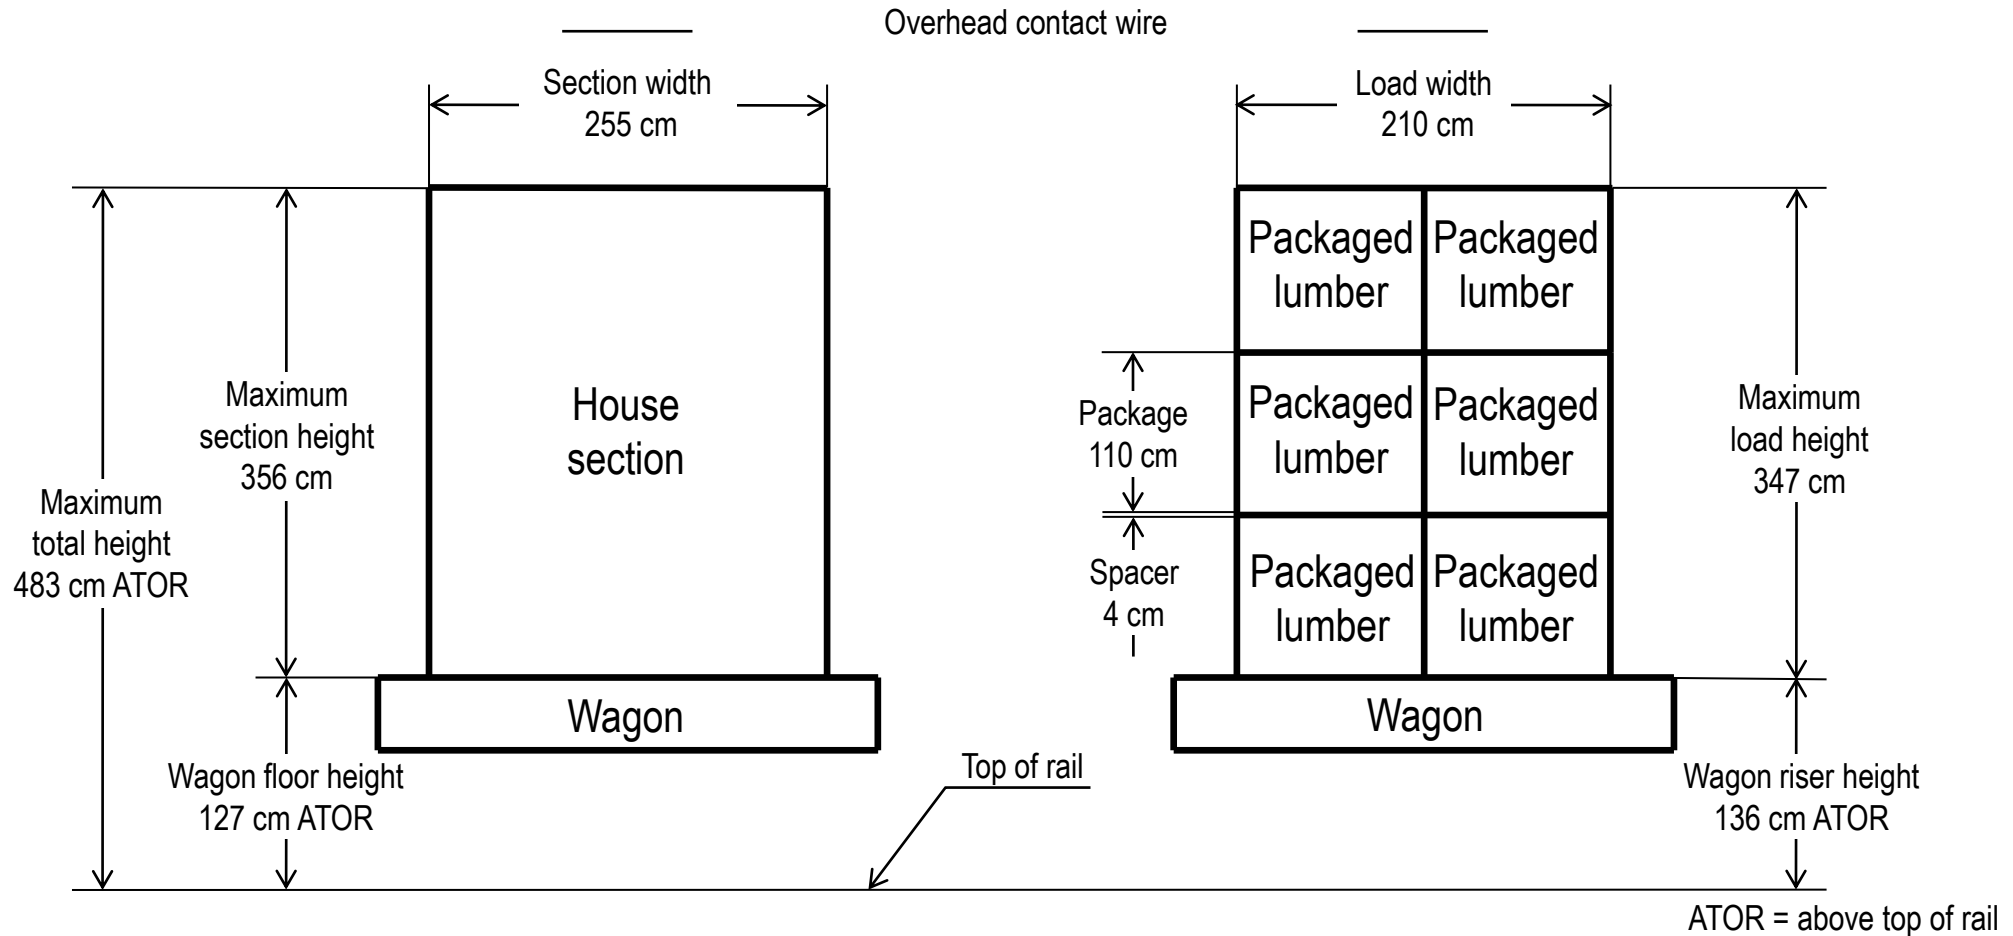 Overhead contact wire
Section width
255 cm
Load width
210 cm
Packaged
lumber
Packaged
lumber
Maximum
section height
356 cm
House
section
Package
110 cm
Packaged
lumber
Packaged
lumber
Maximum
load height
347 cm
Maximum
total height
483 cm ATOR
Spacer
4 cm
Packaged
lumber
Packaged
lumber
Wagon
Wagon
Wagon floor height
127 cm ATOR
Top of rail
Wagon riser height
136 cm ATOR
ATOR = above top of rail